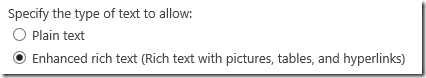 Specify the type of text to allow:
Plain text
Enhanced rich text (Rich text with pictures, tables, and hyperlinks)